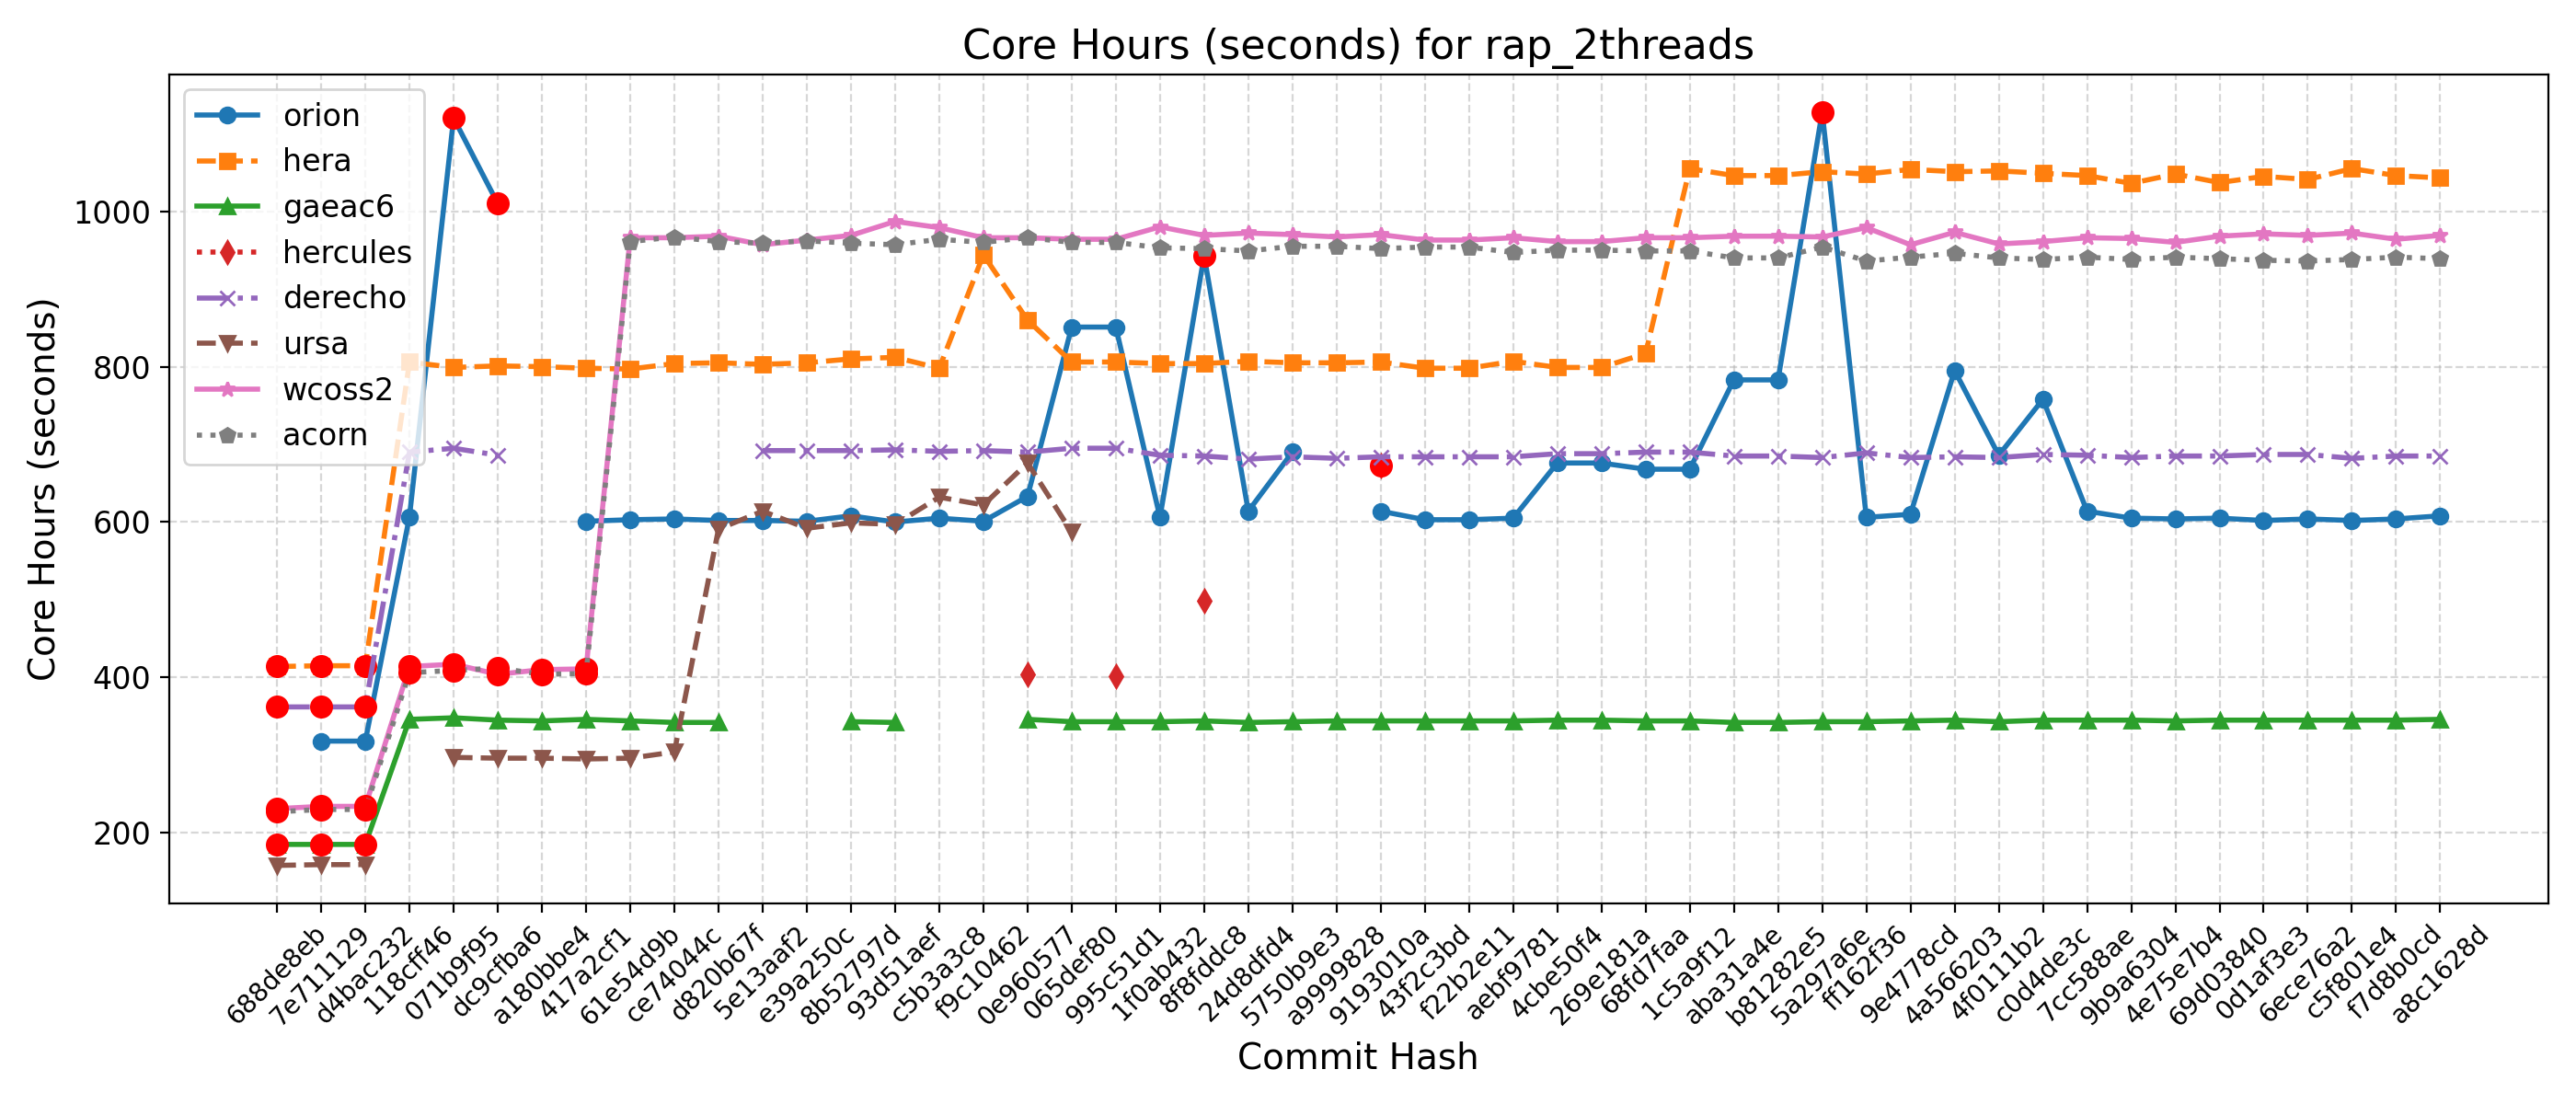 Core Hours (seconds) for rap_2threads
Core Hours (seconds)
1000
800
600
400
200
orion
hera
gaeac6
hercules
derecho
ursa
wcoss2
acorn
688de8eb
7e711129
d4bac232
118cff46
071b9f95
dc9cfba6
a180bbe4
417a2cf1
61e54d9b
ce74044c
d820b67f
5e13aaf2
e39a250c
8b52797d
93d51aef
c5b3a3c8
f9c10462
0e960577
065def80
995c51d1
1f0ab432
8f8fddc8
24d8dfd4
5750b9e3
a9999828
9193010a
43f2c3bd
f22b2e11
aebf9781
4cbe50f4
269e181a
68fd7faa
1c5a9f12
aba31a4e
b81282e5
5a297a6e
ff162f36
9e4778cd
4a566203
4f0111b2
c0d4de3c
7cc588ae
9b9a6304
4e75e7b4
69d03840
0d1af3e3
6ece76a2
c5f801e4
f7d8b0cd
a8c1628d
Commit Hash